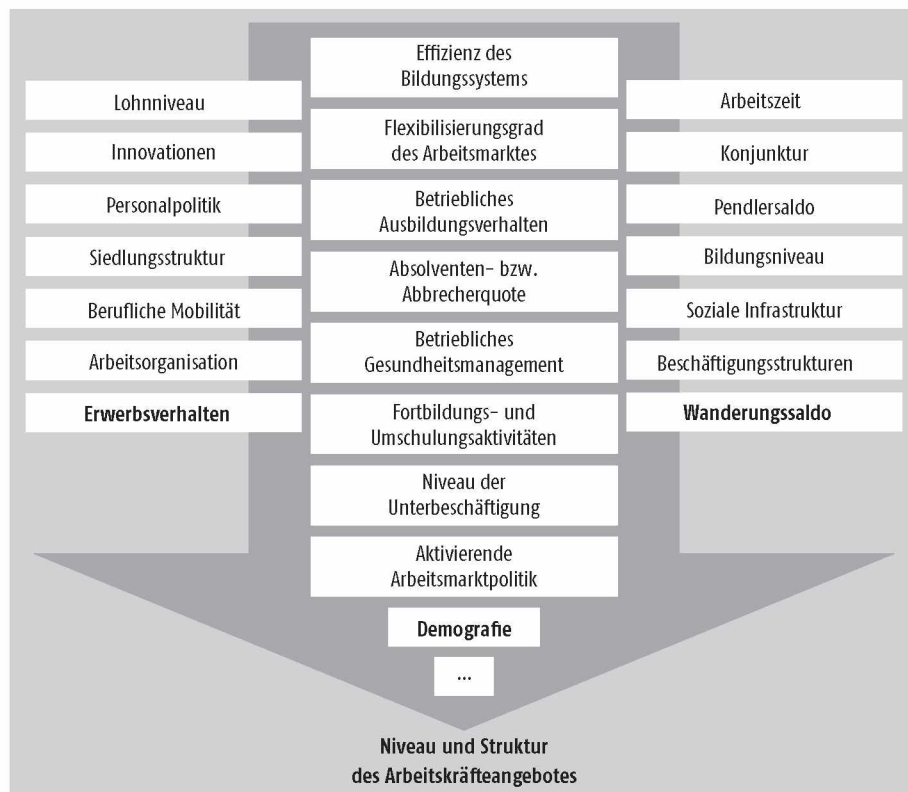 Lohnniveau
Innovationen
Personalpolitik
Siedlungsstruktur
Berufliche Mobilität
Arbeitsorganisation
Erwerbsverhalten
Effizienz des
Bildungssystems
Flexibilisierungsgrad
des Arbeitsmarktes
Betriebliches
Ausbildungsverhalten
Absolventen- bzw.
Abbrecherquote
Betriebliches
Gesundheitsmanagement
Fortbildungs- und
Umschulungsaktivitäten
Niveau der
Unterbeschäftigung
Aktivierende
Arbeitsmarktpolitik
Demografie
...
Arbeitszeit
Konjunktur
Pendlersaldo
Bildungsniveau
Soziale Infrastruktur
Beschäftigungsstrukturen
Wanderungssaldo
Niveau und Struktur
des Arbeitskräfteangebotes